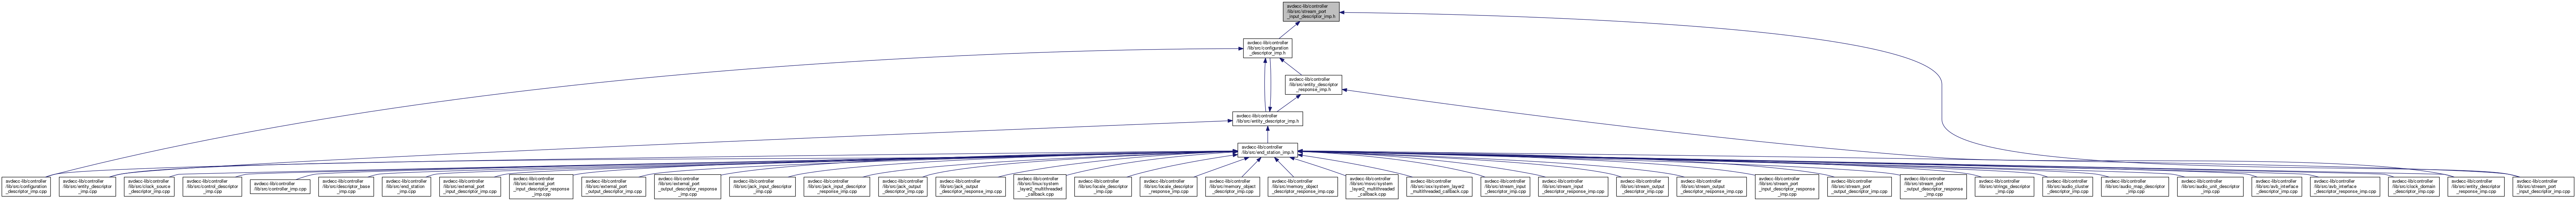 avdecc-lib/controller
/lib/src/stream_port
_input_descriptor_imp.h
avdecc-lib/controller
/lib/src/configuration
_descriptor_imp.h
avdecc-lib/controller
/lib/src/entity_descriptor
_response_imp.h
avdecc-lib/controller
/lib/src/entity_descriptor_imp.h
avdecc-lib/controller
/lib/src/end_station_imp.h
avdecc-lib/controller
/lib/src/configuration
_descriptor_imp.cpp
avdecc-lib/controller
/lib/src/entity_descriptor
_imp.cpp
avdecc-lib/controller
/lib/src/clock_source
_descriptor_imp.cpp
avdecc-lib/controller
/lib/src/control_descriptor
_imp.cpp
avdecc-lib/controller
/lib/src/controller_imp.cpp
avdecc-lib/controller
/lib/src/descriptor_base
_imp.cpp
avdecc-lib/controller
/lib/src/end_station
_imp.cpp
avdecc-lib/controller
/lib/src/external_port
_input_descriptor_imp.cpp
avdecc-lib/controller
/lib/src/external_port
_input_descriptor_response
_imp.cpp
avdecc-lib/controller
/lib/src/external_port
_output_descriptor_imp.cpp
avdecc-lib/controller
/lib/src/external_port
_output_descriptor_response
_imp.cpp
avdecc-lib/controller
/lib/src/jack_input_descriptor
_imp.cpp
avdecc-lib/controller
/lib/src/jack_input_descriptor
_response_imp.cpp
avdecc-lib/controller
/lib/src/jack_output
_descriptor_imp.cpp
avdecc-lib/controller
/lib/src/jack_output
_descriptor_response_imp.cpp
avdecc-lib/controller
/lib/src/linux/system
_layer2_multithreaded
_callback.cpp
avdecc-lib/controller
/lib/src/locale_descriptor
_imp.cpp
avdecc-lib/controller
/lib/src/locale_descriptor
_response_imp.cpp
avdecc-lib/controller
/lib/src/memory_object
_descriptor_imp.cpp
avdecc-lib/controller
/lib/src/memory_object
_descriptor_response_imp.cpp
avdecc-lib/controller
/lib/src/msvc/system
_layer2_multithreaded
_callback.cpp
avdecc-lib/controller
/lib/src/osx/system_layer2
_multithreaded_callback.cpp
avdecc-lib/controller
/lib/src/stream_input
_descriptor_imp.cpp
avdecc-lib/controller
/lib/src/stream_input
_descriptor_response_imp.cpp
avdecc-lib/controller
/lib/src/stream_output
_descriptor_imp.cpp
avdecc-lib/controller
/lib/src/stream_output
_descriptor_response_imp.cpp
avdecc-lib/controller
/lib/src/stream_port
_input_descriptor_response
_imp.cpp
avdecc-lib/controller
/lib/src/stream_port
_output_descriptor_imp.cpp
avdecc-lib/controller
/lib/src/stream_port
_output_descriptor_response
_imp.cpp
avdecc-lib/controller
/lib/src/strings_descriptor
_imp.cpp
avdecc-lib/controller
/lib/src/audio_cluster
_descriptor_imp.cpp
avdecc-lib/controller
/lib/src/audio_map_descriptor
_imp.cpp
avdecc-lib/controller
/lib/src/audio_unit_descriptor
_imp.cpp
avdecc-lib/controller
/lib/src/avb_interface
_descriptor_imp.cpp
avdecc-lib/controller
/lib/src/avb_interface
_descriptor_response_imp.cpp
avdecc-lib/controller
/lib/src/clock_domain
_descriptor_imp.cpp
avdecc-lib/controller
/lib/src/entity_descriptor
_response_imp.cpp
avdecc-lib/controller
/lib/src/stream_port
_input_descriptor_imp.cpp